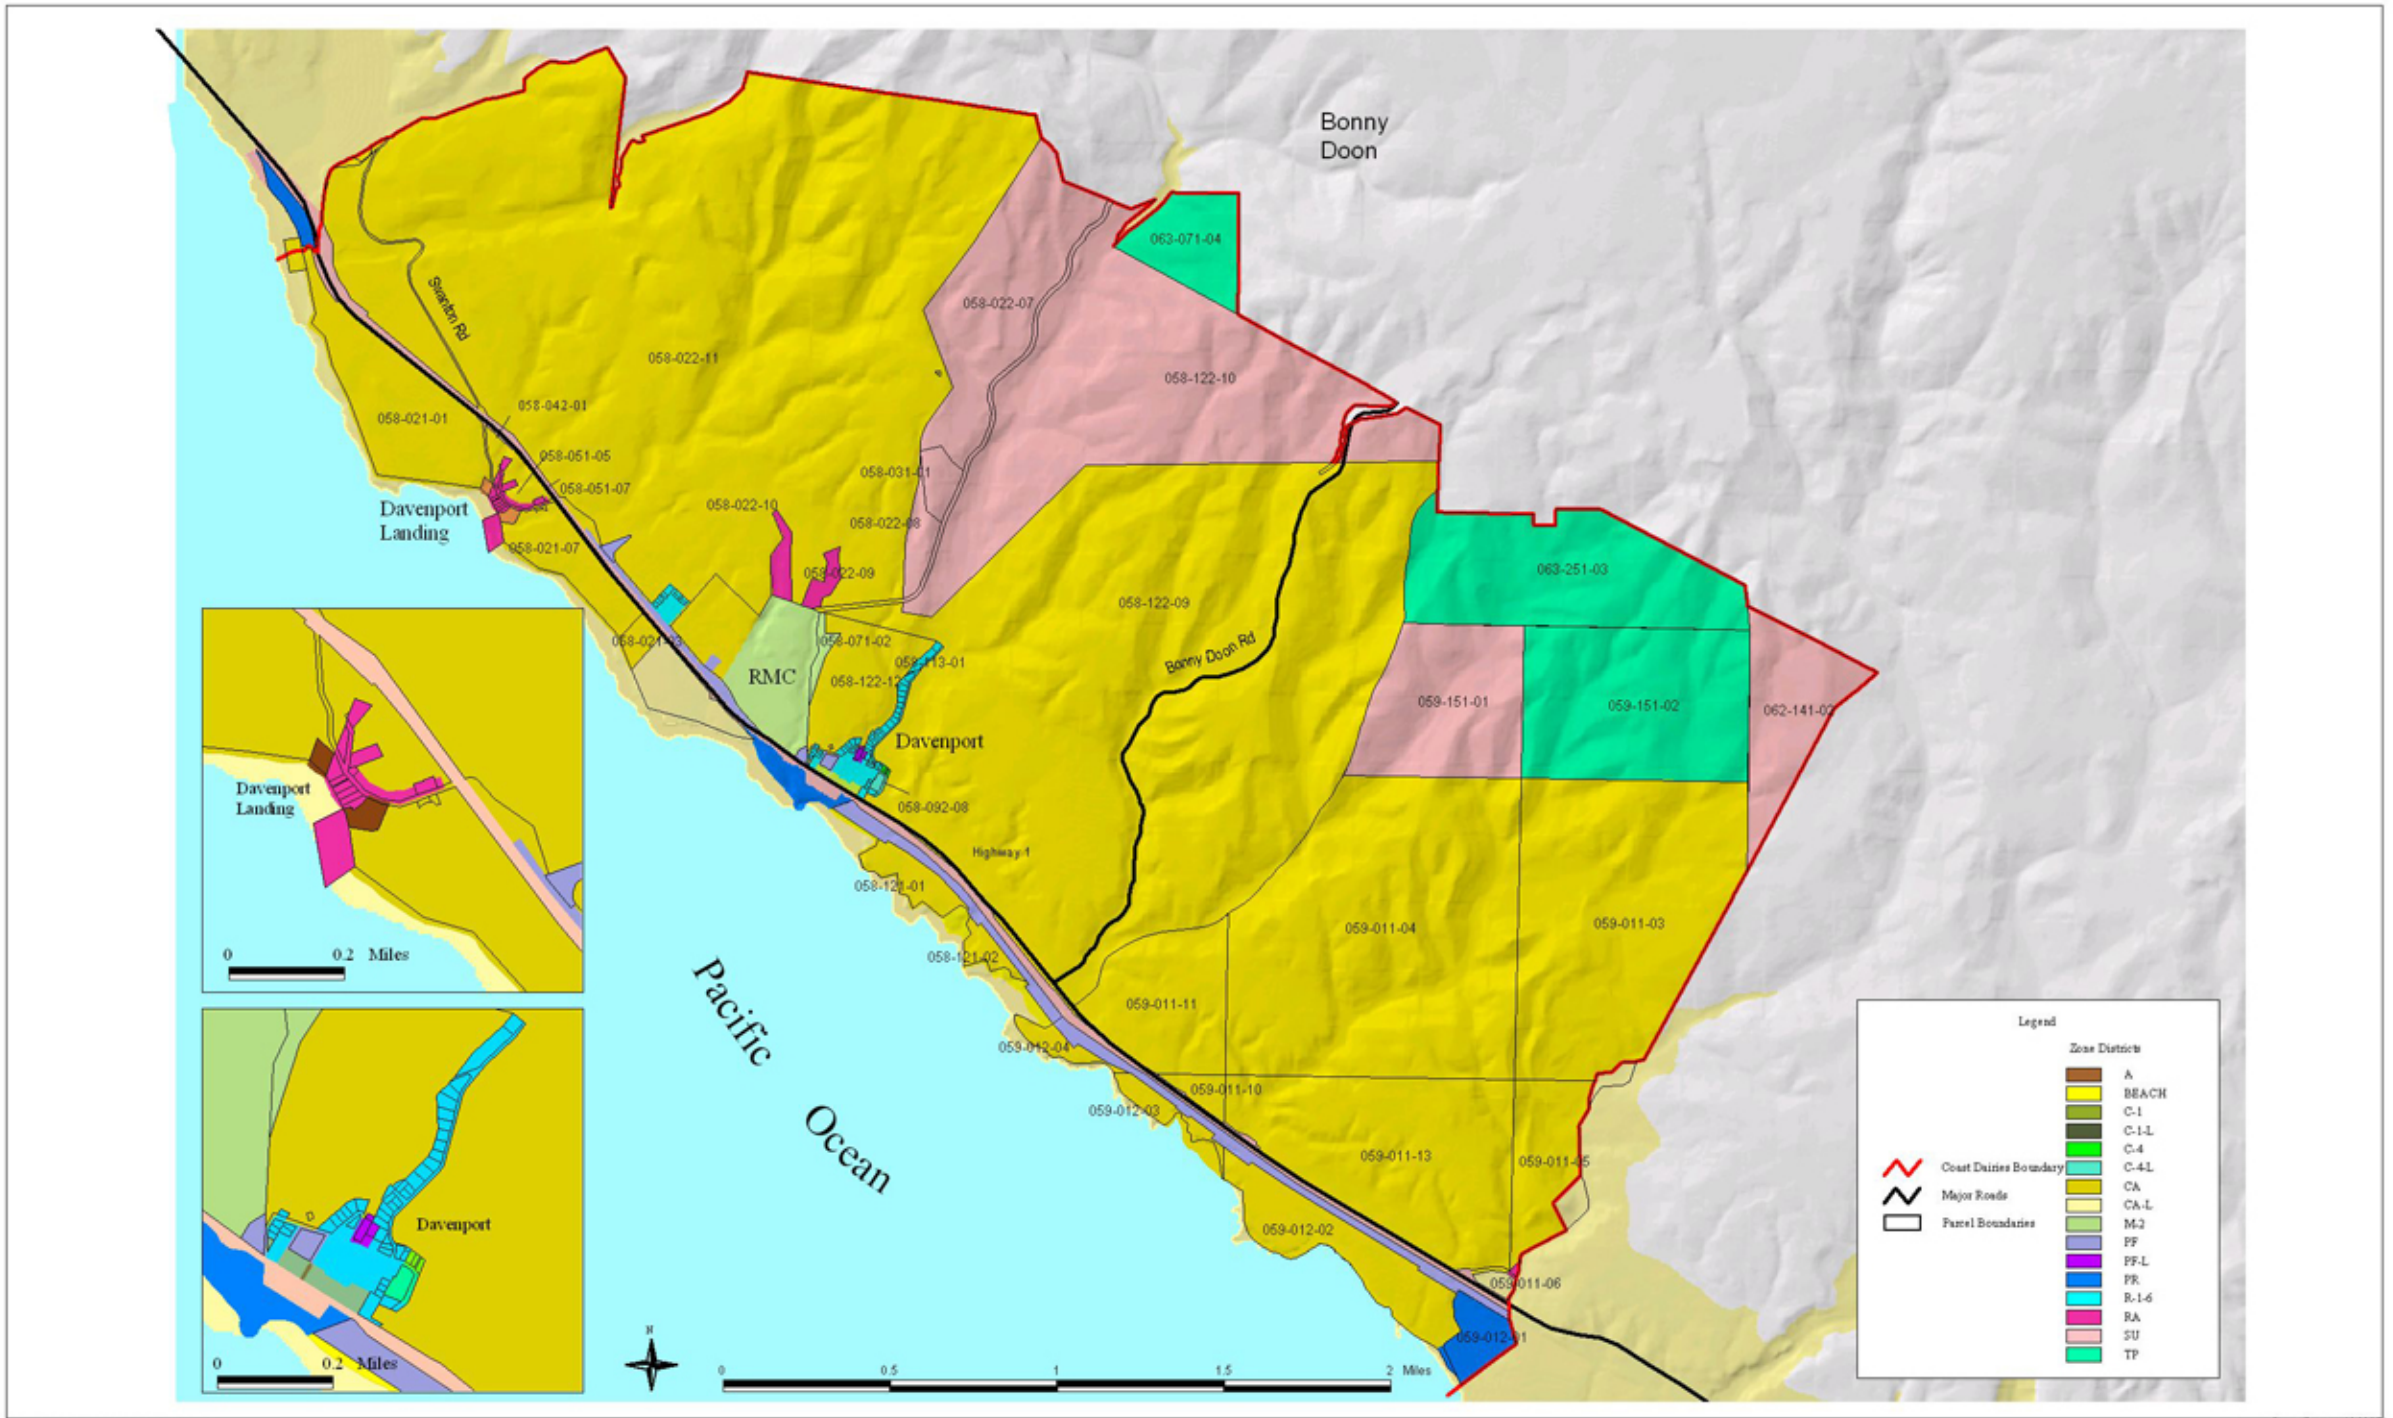 Bonny
Doon
063-071-04
058-022-07
Swanton Rd
058-022-11
058-122-10
058-042-01
058-021-01
058-051-05
058-031-01
058-051-07
058-022-10
Davenport
Landing
058-022-08
058-021-07
063-251-03
058-022-09
058-122-09
058-071-02
Bonny Doon Rd
058-113-01
RMC
058-122-12
059-151-01
059-151-02
Davenport
058-092-08
Highway 1
058-121-01
059-011-03
059-011-04
058-121-02
059-011-11
059-012-04
059-011-10
059-012-03
059-011-13
059-011-05
059-012-02
059-011-06
059-012-01
Pacific
Ocean
Davenport
Landing
0 0.2 Miles
Davenport
0 0.2 Miles
N
0 0.5 1 1.5 2 Miles
Legend
Zone Districts
A
BEACH
C-1
C-1-L
C-4
C-4-L
CA
CA-L
M-2
PF
PF-L
PR
R-1-6
RA
SU
TP
Coast Dairies Boundary
Major Roads
Parcel Boundaries